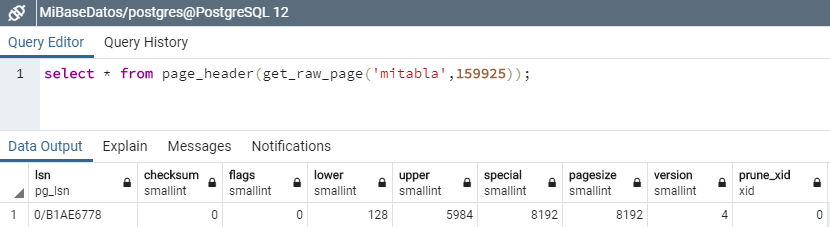 MiBaseDatos/postgres@PostgreSQL 12
Query Editor Query History
1 select * from page_header(get_raw_page('mitabla',159925));
Data Output Explain Messages Notifications
lsn checksum flags lower upper special pagesize version prune_xid
pg_lsn smallint smallint smallint smallint smallint smallint smallint xid
1 0/B1AE6778 0 0 128 5984 8192 8192 4 0